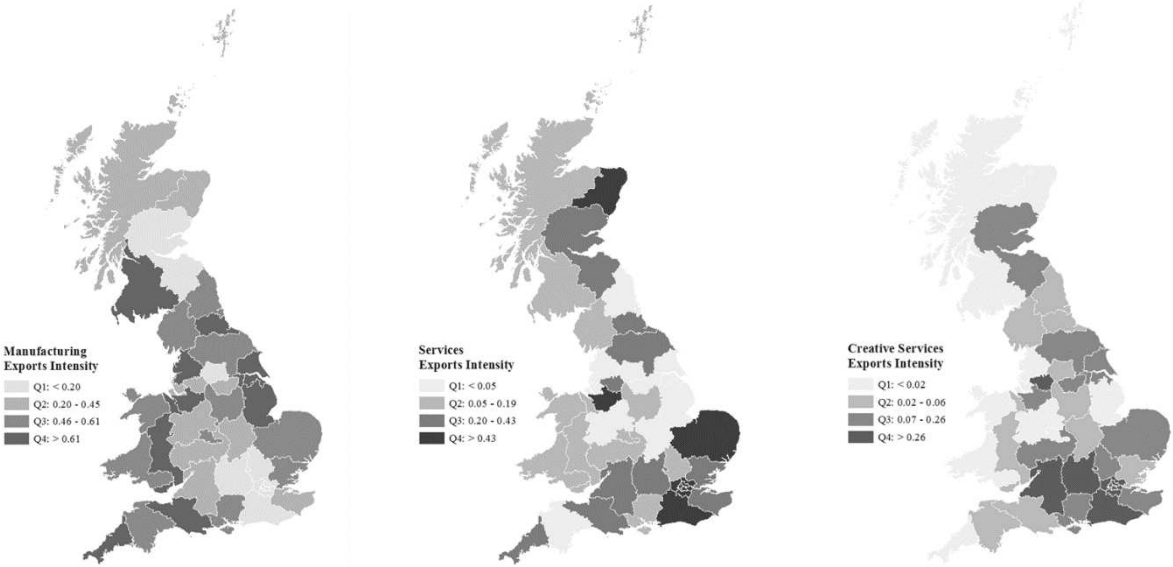 Manufacturing
Exports Intensity
Q1: < 0.20
Q2: 0.20 - 0.45
Q3: 0.46 - 0.61
Q4: > 0.61
Services
Exports Intensity
Q1: < 0.05
Q2: 0.05 - 0.19
Q3: 0.20 - 0.43
Q4: > 0.43
Creative Services
Exports Intensity
Q1: < 0.02
Q2: 0.02 - 0.06
Q3: 0.07 - 0.26
Q4: > 0.26